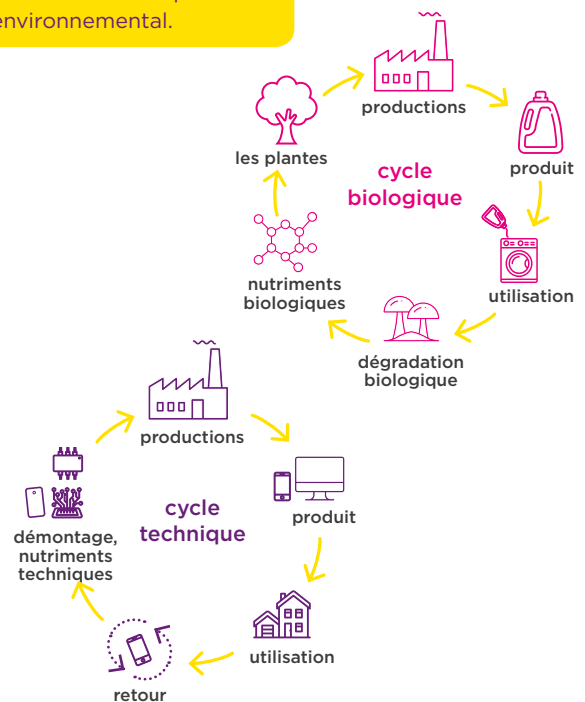 environnemental.
productions
les plantes
produit
cycle
biologique
nutriments
biologiques
utilisation
dégradation
biologique
productions
produit
cycle
technique
démontage,
nutriments
techniques
utilisation
retour